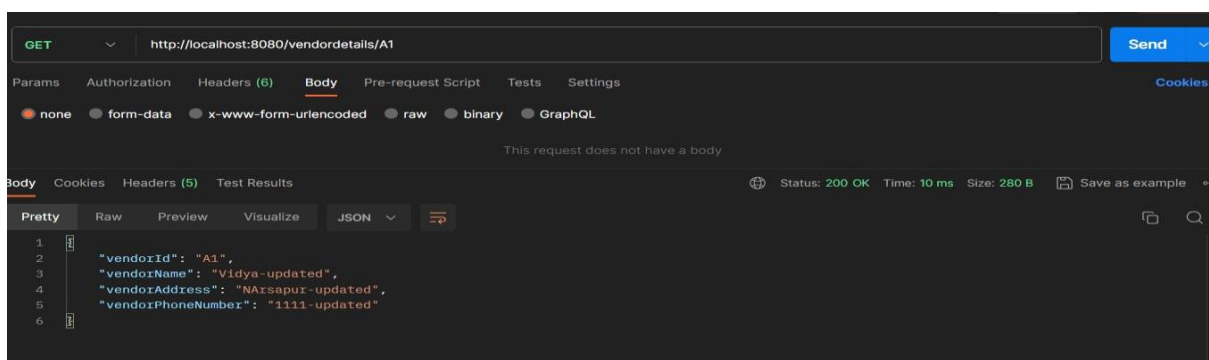 GET http://localhost:8080/vendordetails/A1 Send
Params Authorization Headers (6) Body Pre-request Script Tests Settings Cookies
none form-data x-www-form-urlencoded raw binary GraphQL
This request does not have a body
Body Cookies Headers (5) Test Results Status: 200 OK Time: 10 ms Size: 280 B Save as example
Pretty Raw Preview Visualize JSON
1 {
2 "vendorId": "A1",
3 "vendorName": "Vidya-updated",
4 "vendorAddress": "NArsapur-updated",
5 "vendorPhoneNumber": "1111-updated"
6 }